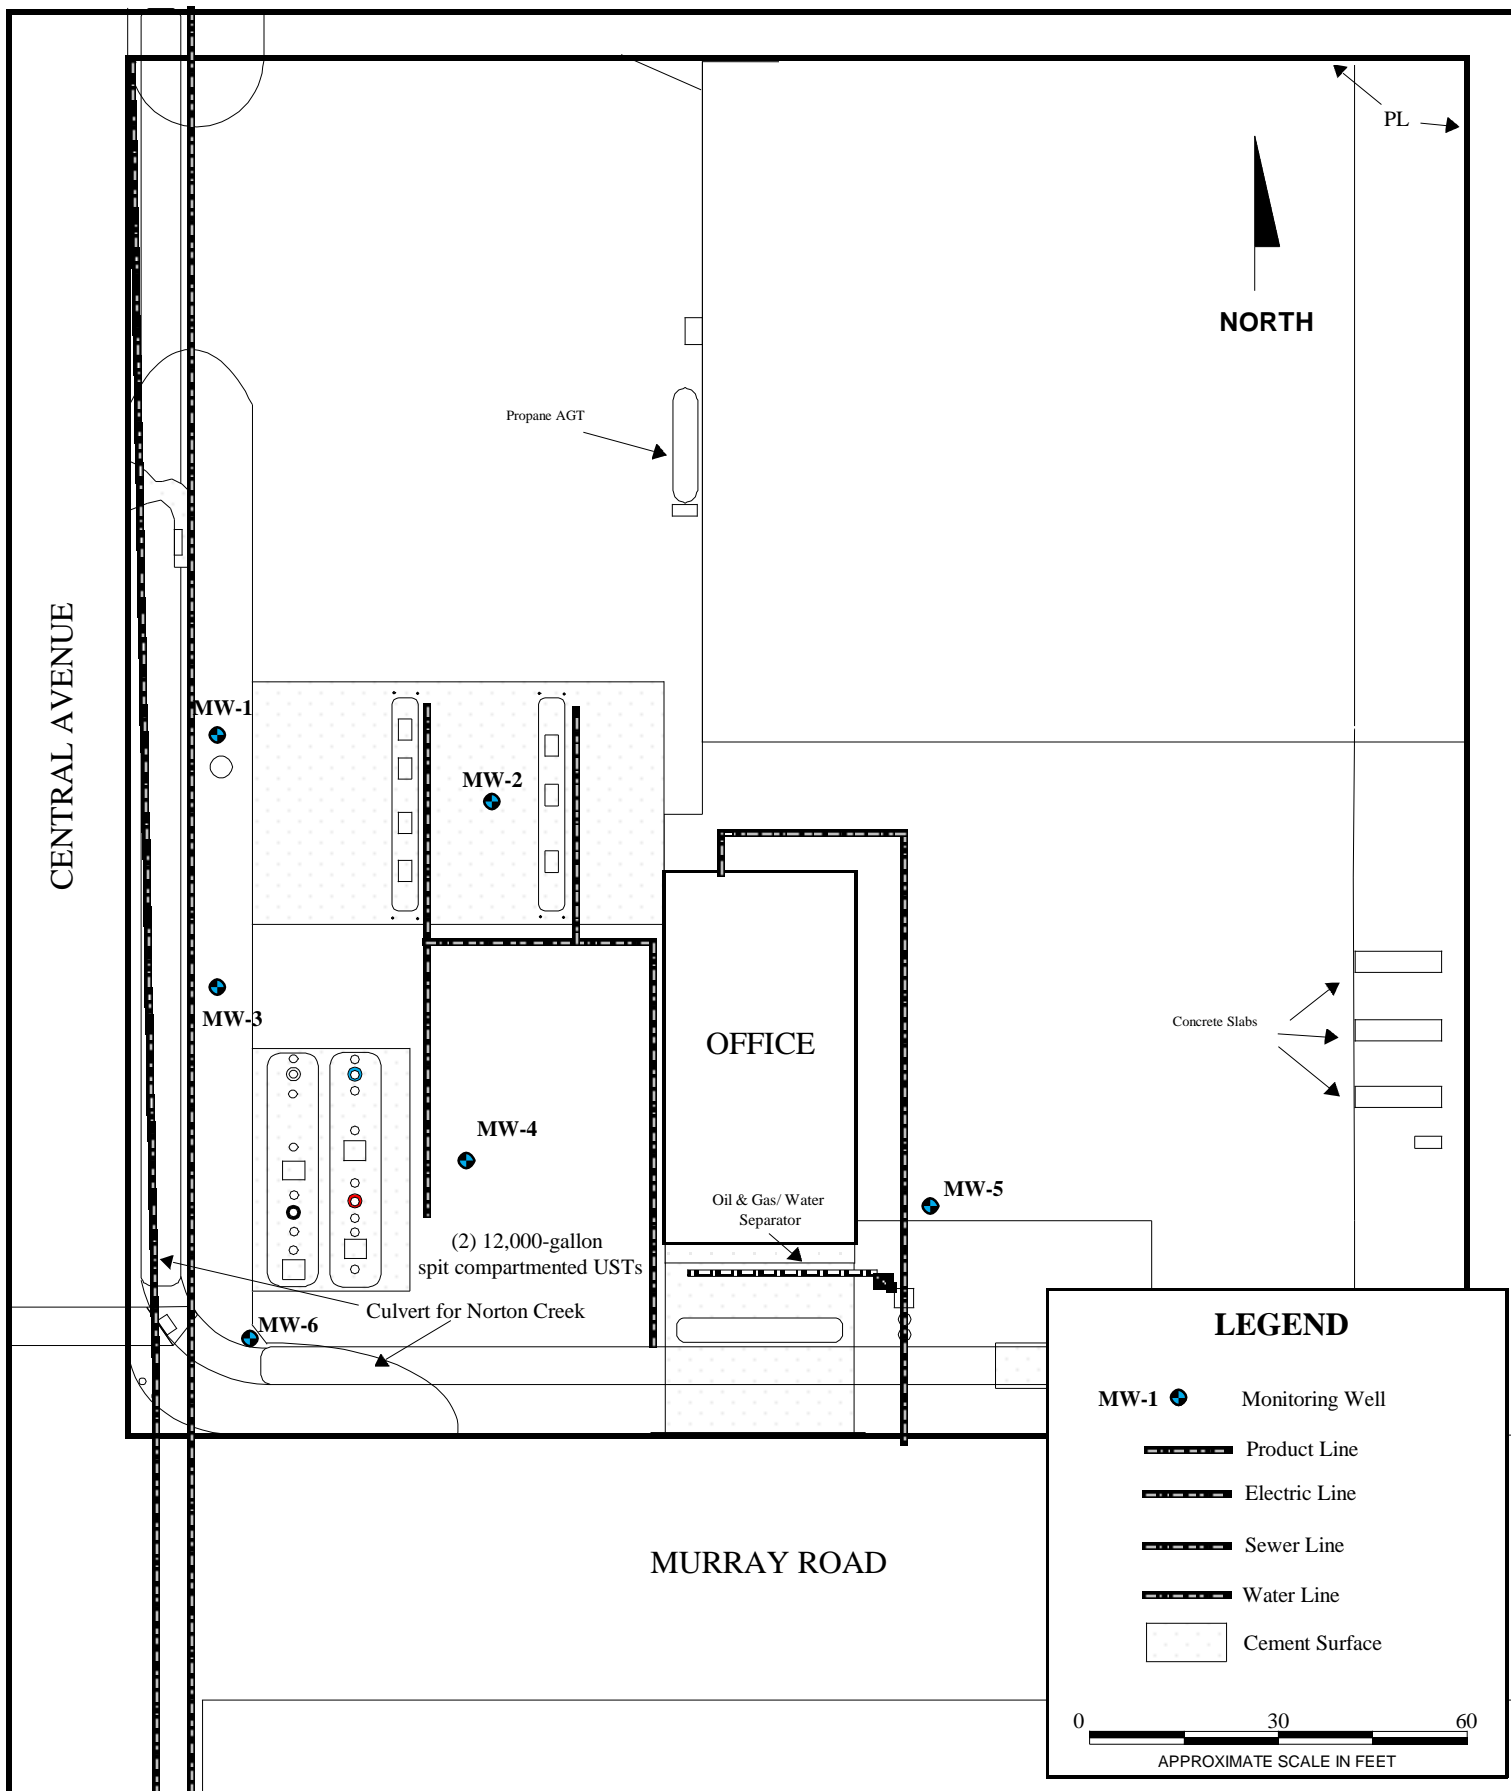 PL
NORTH
Propane AGT
CENTRAL AVENUE
MW-1
MW-2
MW-3
OFFICE
Concrete Slabs
MW-4
MW-5
Oil & Gas/ Water
Separator
(2) 12,000-gallon
spit compartmented USTs
Culvert for Norton Creek
MW-6
MURRAY ROAD
LEGEND
MW-1 Monitoring Well
Product Line
Electric Line
Sewer Line
Water Line
Cement Surface
0 30 60
APPROXIMATE SCALE IN FEET